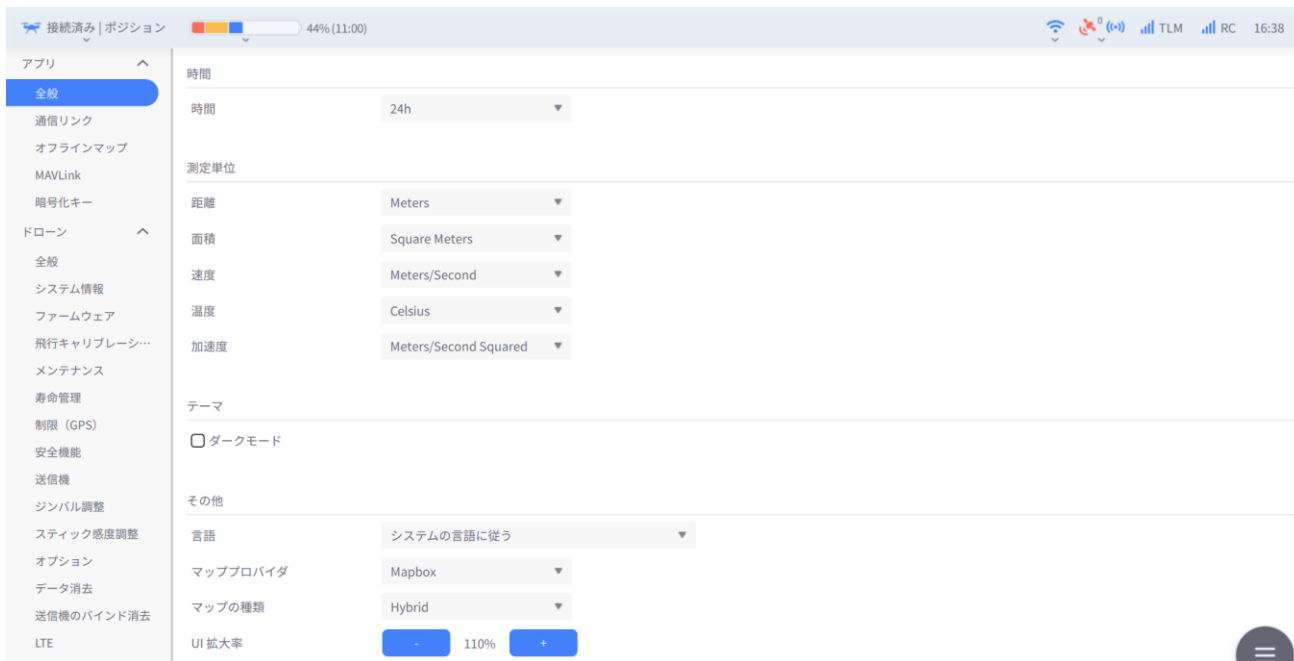 接続済み | ポジション 44% (11:00) 0 TLM RC 16:38
アプリ
全般
通信リンク
オフラインマップ
MAVLink
暗号化キー
ドローン
全般
システム情報
ファームウェア
飛行キャリブレーシ…
メンテナンス
寿命管理
制限（GPS）
安全機能
送信機
ジンバル調整
スティック感度調整
オプション
データ消去
送信機のバインド消去
LTE
時間
時間 24h
測定単位
距離 Meters
面積 Square Meters
速度 Meters/Second
温度 Celsius
加速度 Meters/Second Squared
テーマ
ダークモード
その他
言語 システムの言語に従う
マッププロバイダ Mapbox
マップの種類 Hybrid
UI 拡大率 - 110% +